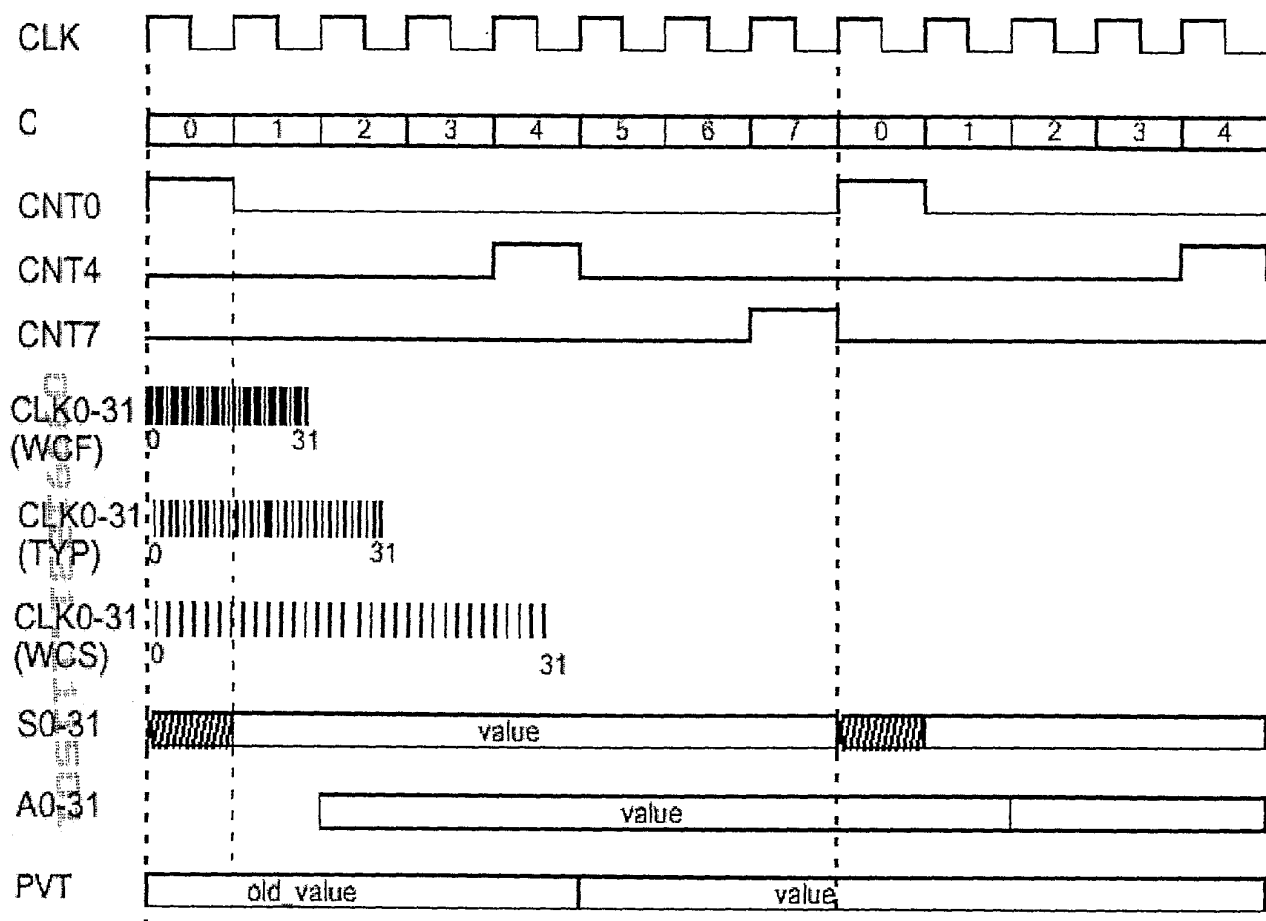 CLK
C 0 1 2 3 4 5 6 7 0 1 2 3 4
CNT0
CNT4
CNT7
CLK0-31
(WCF)
0 31
CLK0-31
(TYP)
0 31
CLK0-31
(WCS)
0 31
S0-31 value
A0-31 value
PVT old_value value